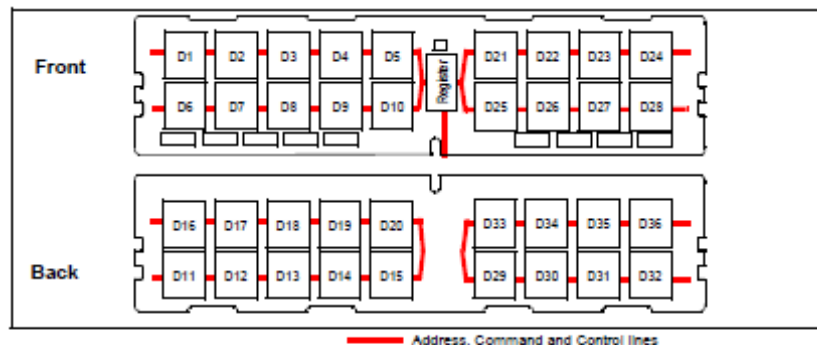 D1 D2 D3 D4 D5 D21 D22 D23 D24
Front
Register
D6 D7 D8 D9 D10 D25 D26 D27 D28
D16 D17 D18 D19 D20 D33 D34 D35 D36
Back
D11 D12 D13 D14 D15 D29 D30 D31 D32
Address, Command and Control lines